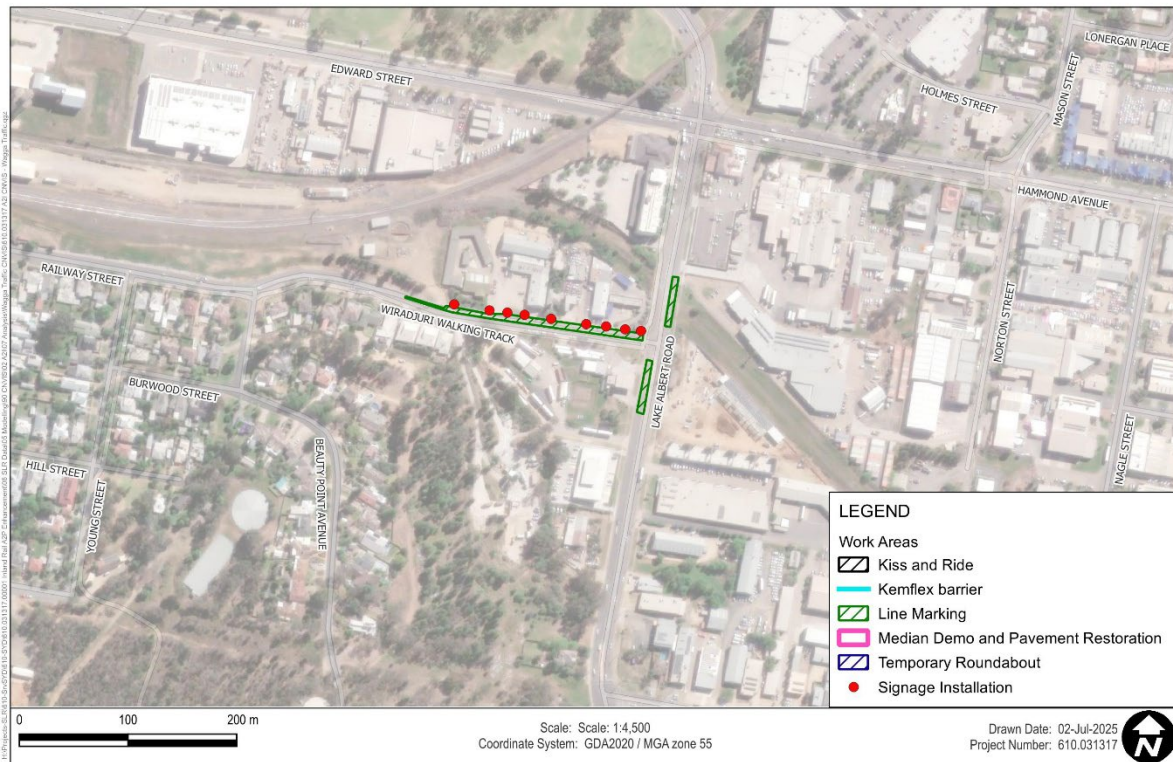 LONERGAN PLACE
MASON STREET
EDWARD STREET
HOLMES STREET
HAMMOND AVENUE
RAILWAY STREET
WIRADJURI WALKING TRACK
LAKE ALBERT ROAD
NORTON STREET
NAGLE STREET
BURWOOD STREET
BEAUTY POINT AVENUE
HILL STREET
YOUNG STREET
LEGEND
Work Areas
Kiss and Ride
Kemflex barrier
Line Marking
Median Demo and Pavement Restoration
Temporary Roundabout
Signage Installation
0 100 200 m
Scale: Scale: 1:4,500
Coordinate System: GDA2020 / MGA zone 55
Drawn Date: 02-Jul-2025
Project Number: 610.031317
N